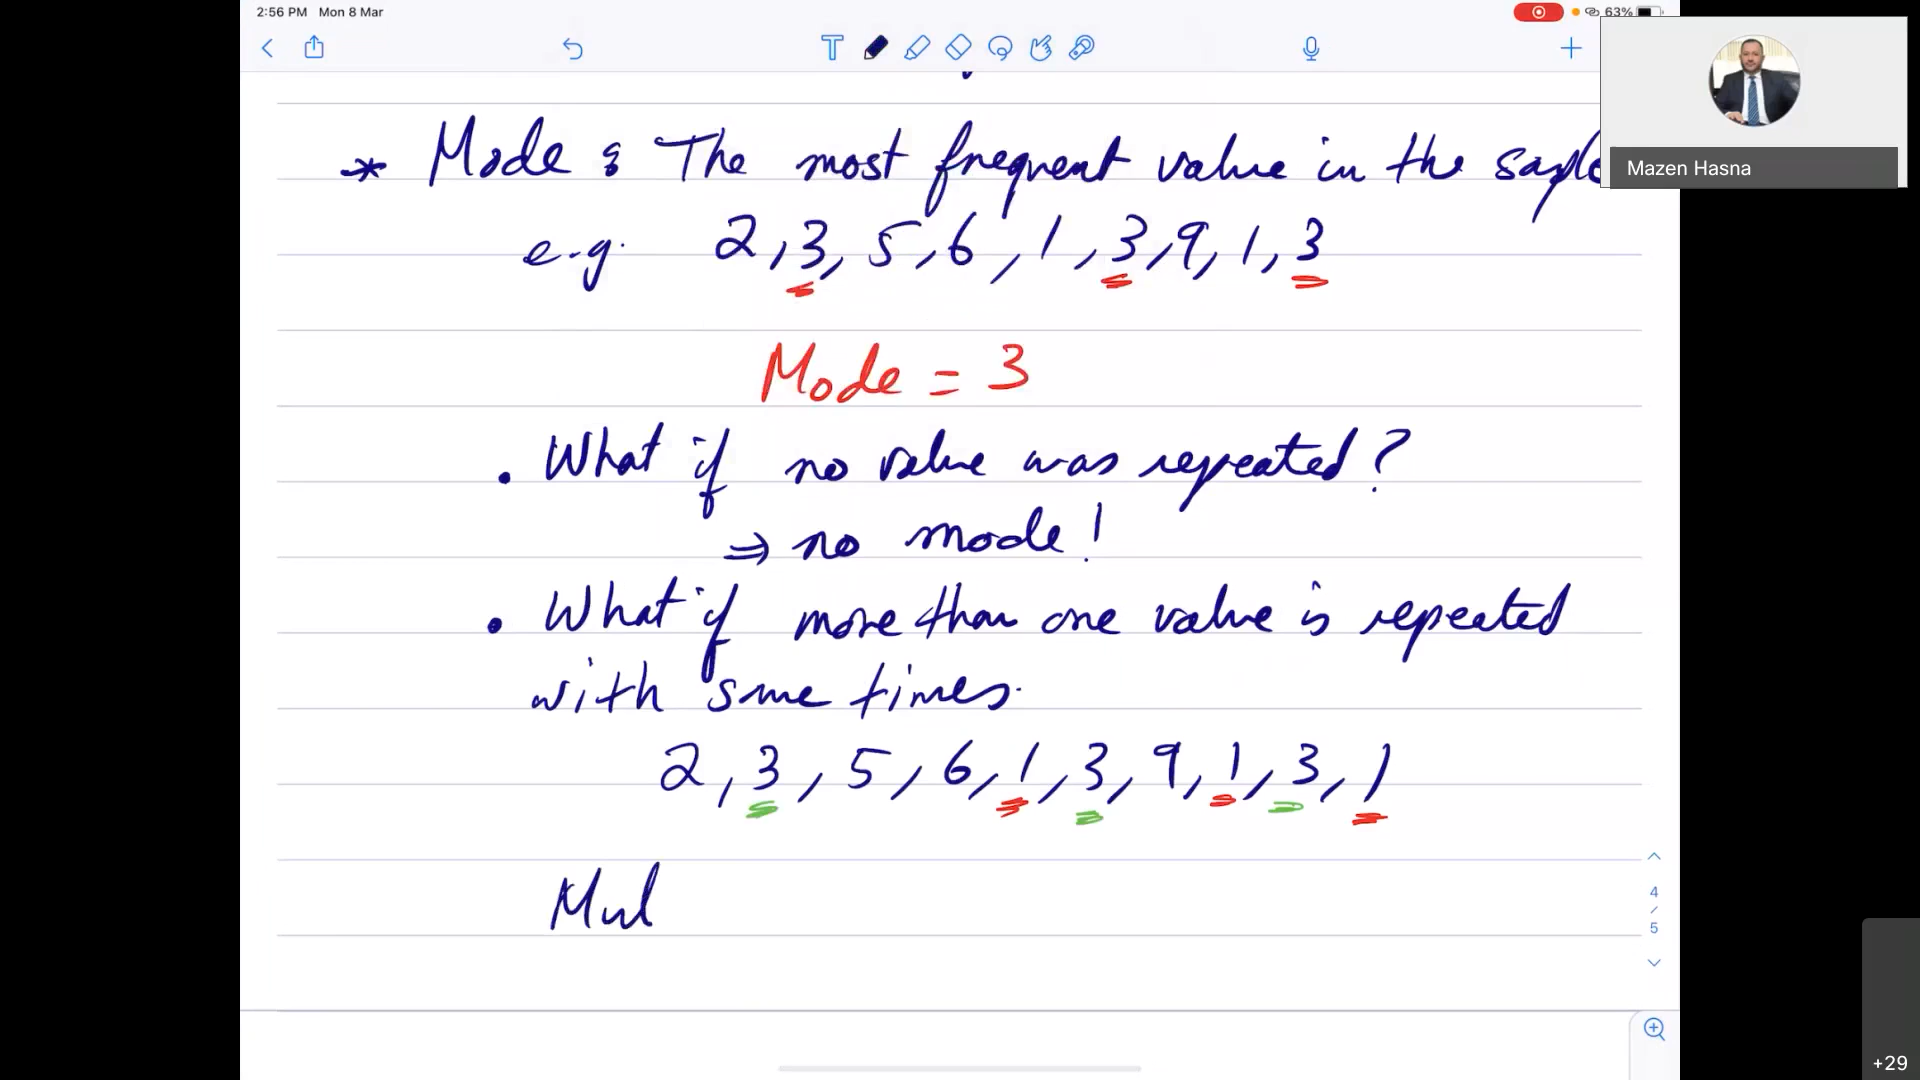 2:56 PM Mon 8 Mar
63%
Mazen Hasna
* Mode : The most frequent value in the saple
e.g. 2, 3, 5, 6, 1, 3, 9, 1, 3
Mode = 3
. What if no value was repeated?
⇒ no mode!
. What if more than one value is repeated
with sme times.
2, 3, 5, 6, 1, 3, 9, 1, 3, 1
Mul
4
/
5
+29